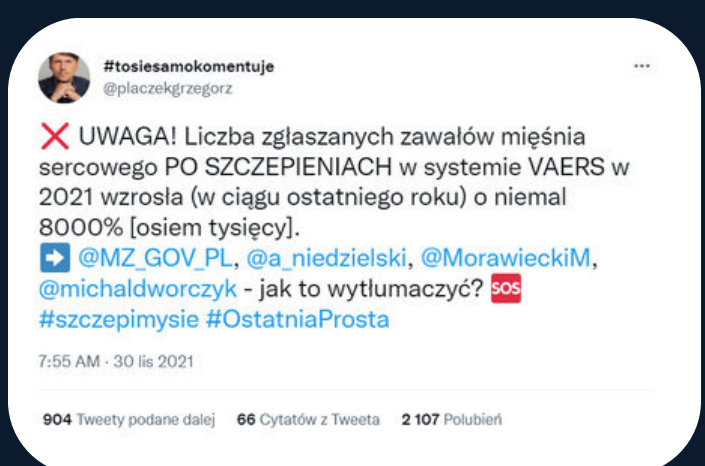 #tosiesamokomentuje
@placzekgrzegorz
❌ UWAGA! Liczba zgłaszanych zawałów mięśnia
sercowego PO SZCZEPIENIACH w systemie VAERS w
2021 wzrosła (w ciągu ostatniego roku) o niemal
8000% [osiem tysięcy].
➡️ @MZ_GOV_PL, @a_niedzielski, @MorawieckiM,
@michaldworczyk - jak to wytłumaczyć? 🆘
#szczepimysie #OstatniaProsta
7:55 AM · 30 lis 2021
904 Tweety podane dalej 66 Cytatów z Tweeta 2 107 Polubień